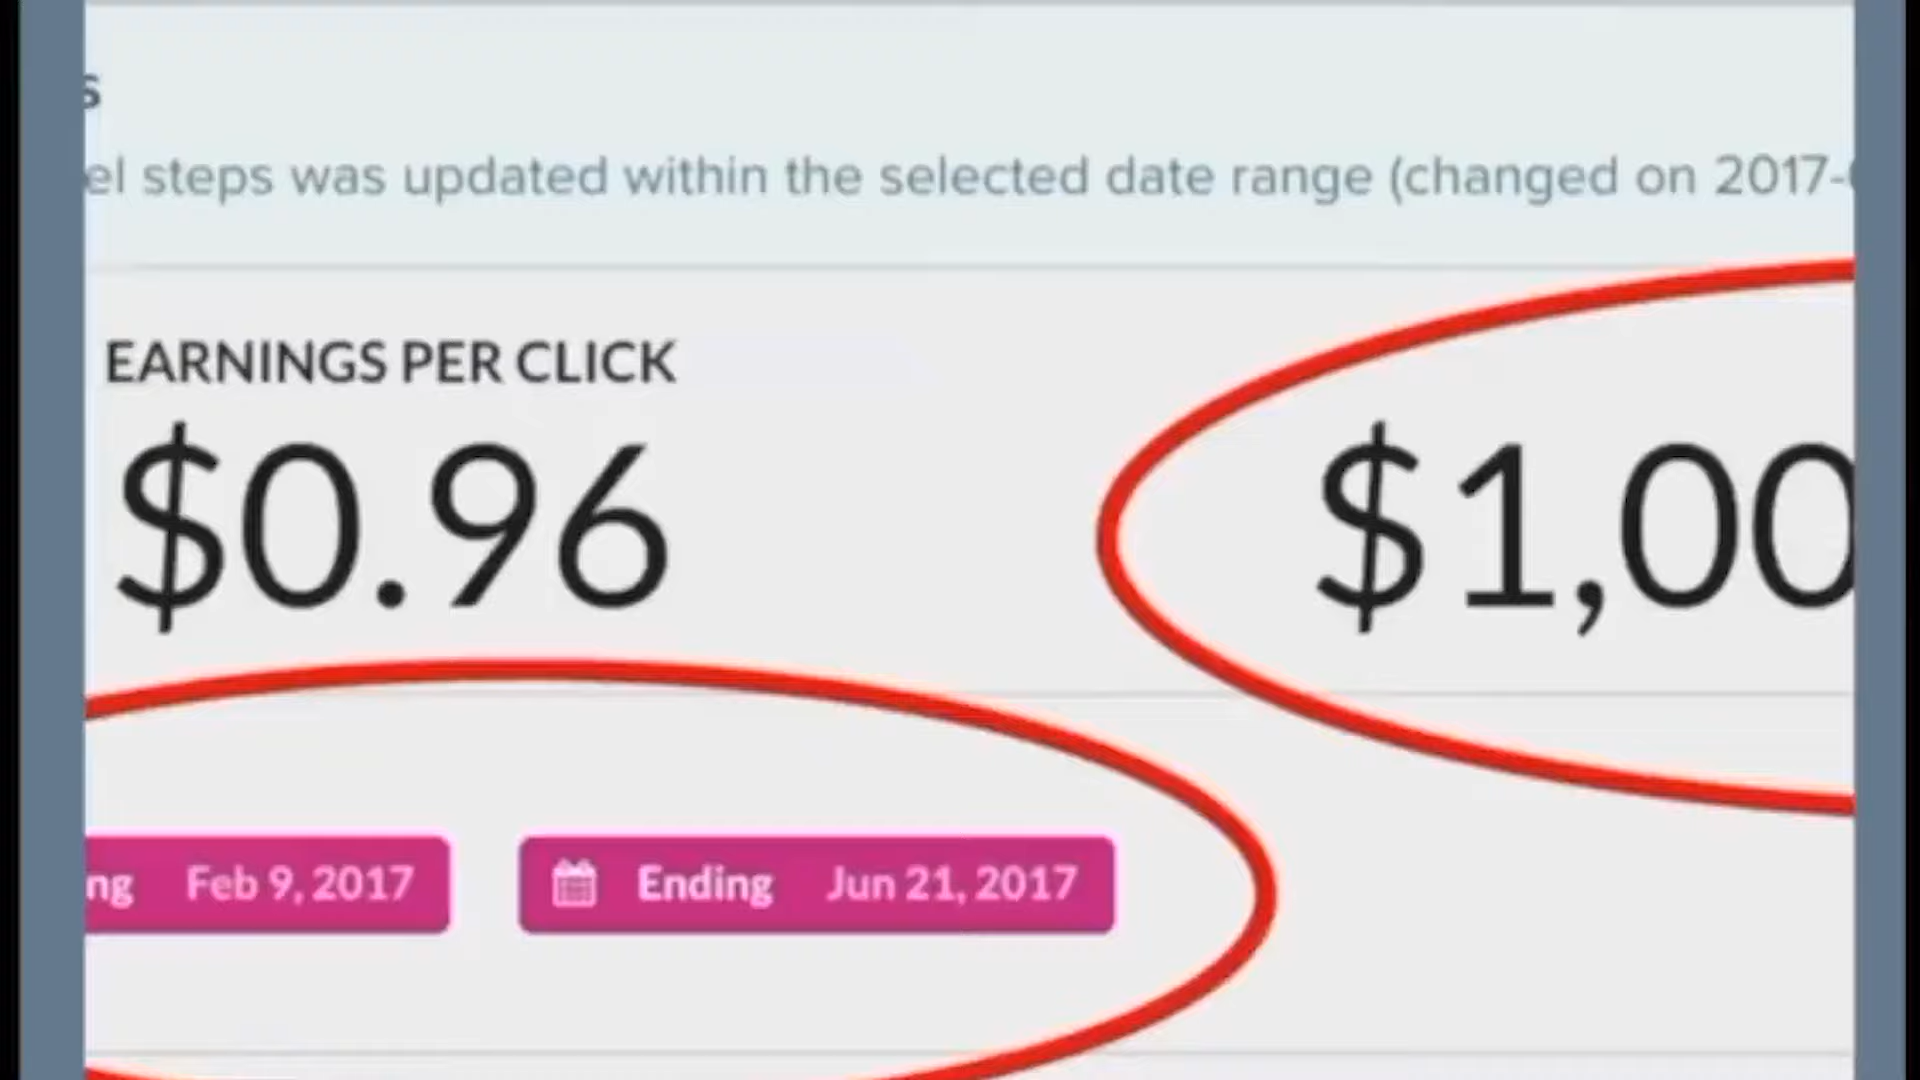 s
el steps was updated within the selected date range (changed on 2017-
EARNINGS PER CLICK
$0.96
$1,00
ng Feb 9, 2017
Ending Jun 21, 2017